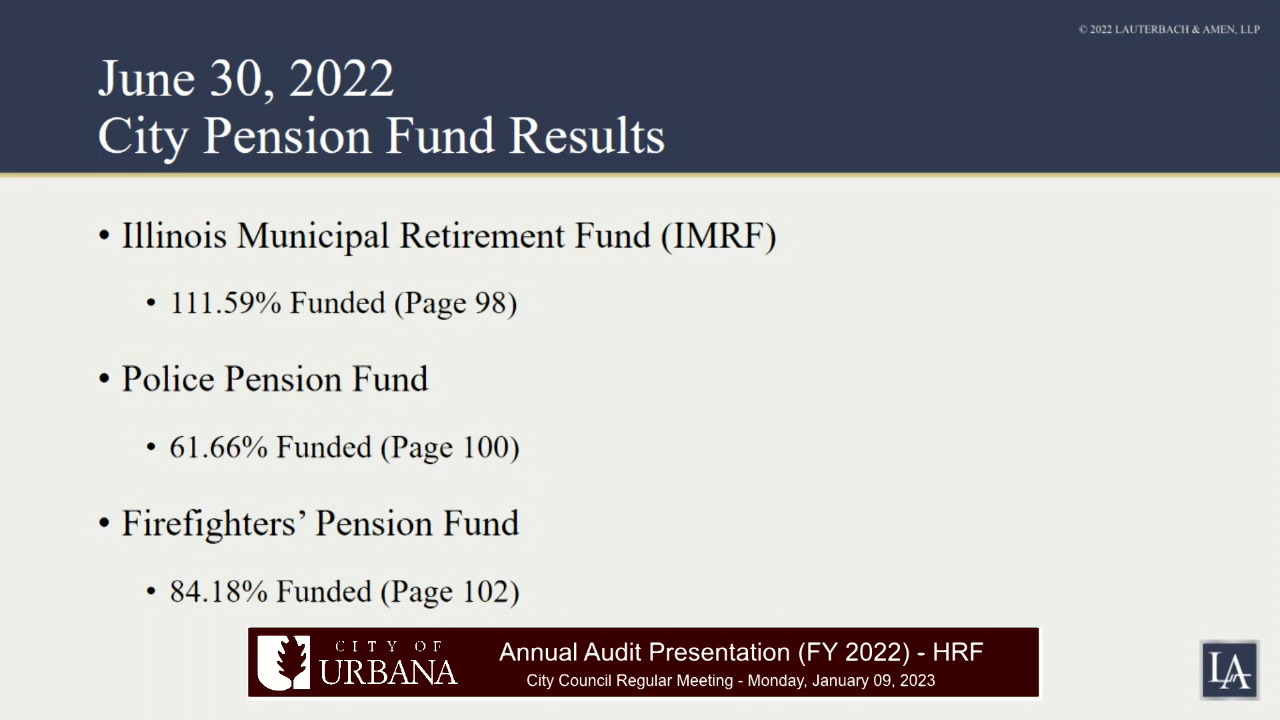 © 2022 LAUTERBACH & AMEN, LLP
June 30, 2022
City Pension Fund Results
• Illinois Municipal Retirement Fund (IMRF)
• 111.59% Funded (Page 98)
• Police Pension Fund
• 61.66% Funded (Page 100)
• Firefighters’ Pension Fund
• 84.18% Funded (Page 102)
CITY OF
URBANA
Annual Audit Presentation (FY 2022) - HRF
City Council Regular Meeting - Monday, January 09, 2023
LA